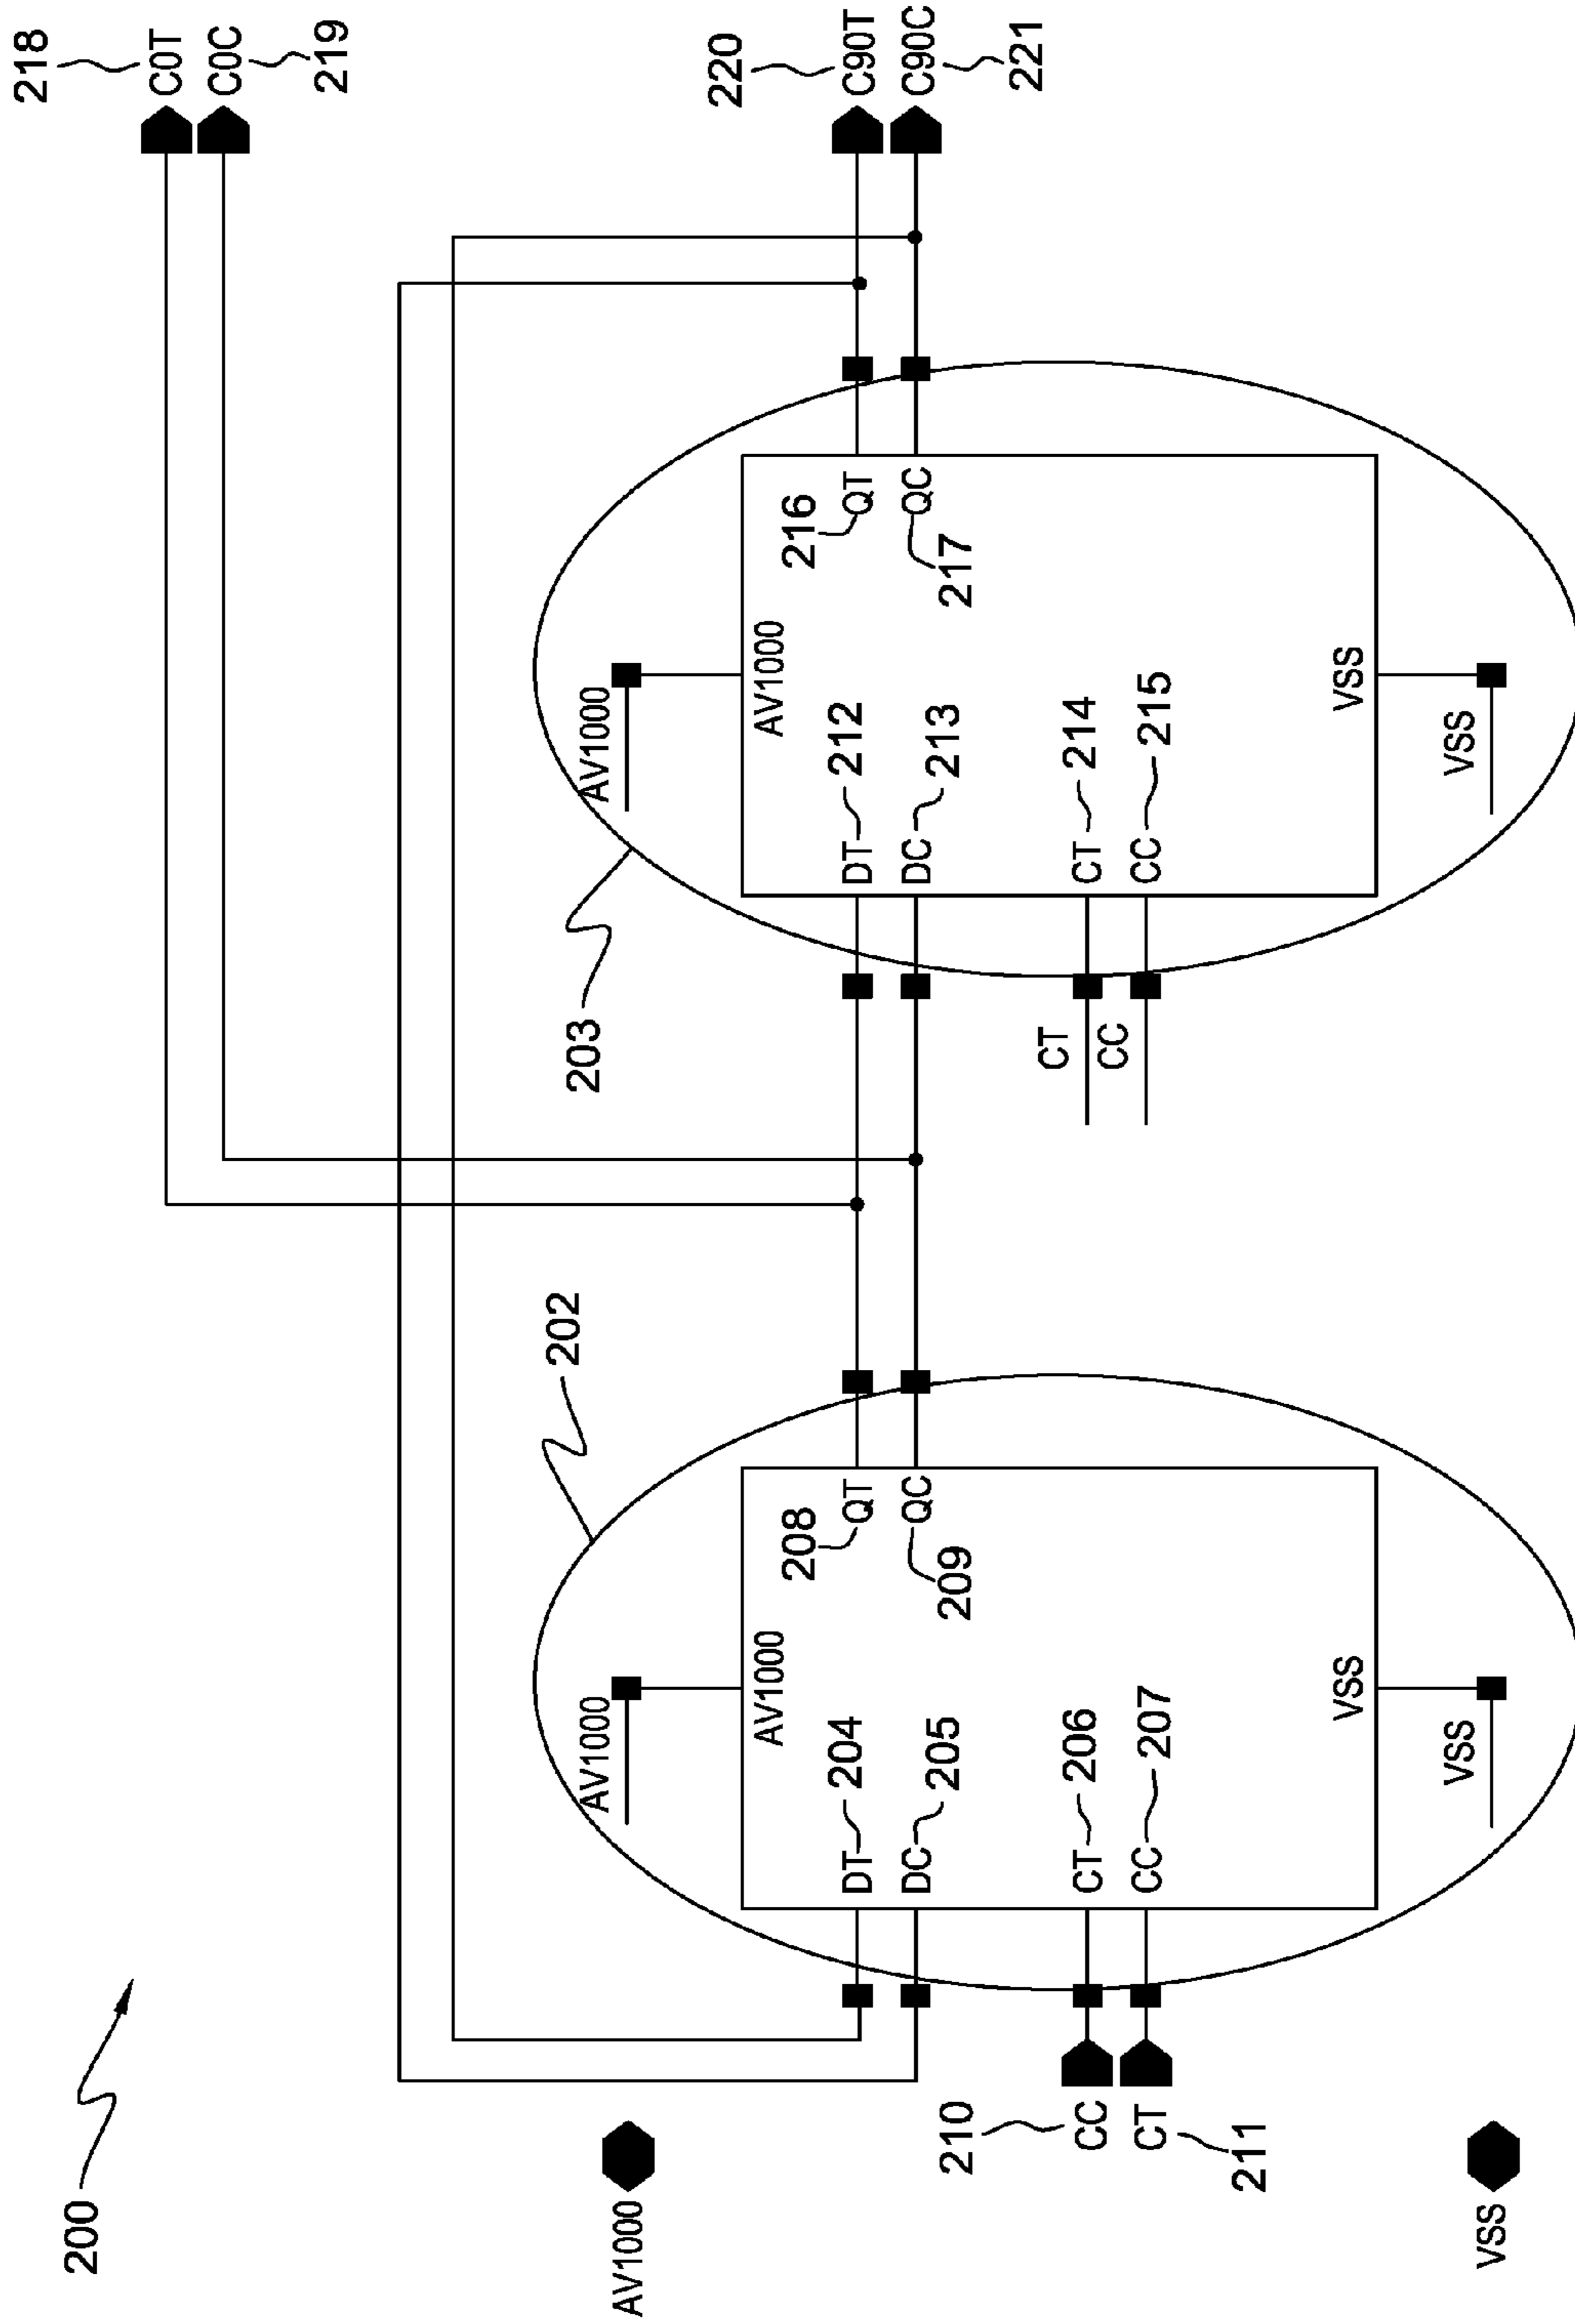 200
218
C0T
C0C
219
220
C90T
C90C
221
202
203
AV1000
AV1000
AV1000
AV1000
AV1000
208
QT
QC
209
216
QT
QC
217
DT 204
DC 205
CT 206
CC 207
DT 212
DC 213
CT 214
CC 215
210
CC
CT
211
CT
CC
VSS
VSS
VSS
VSS
VSS